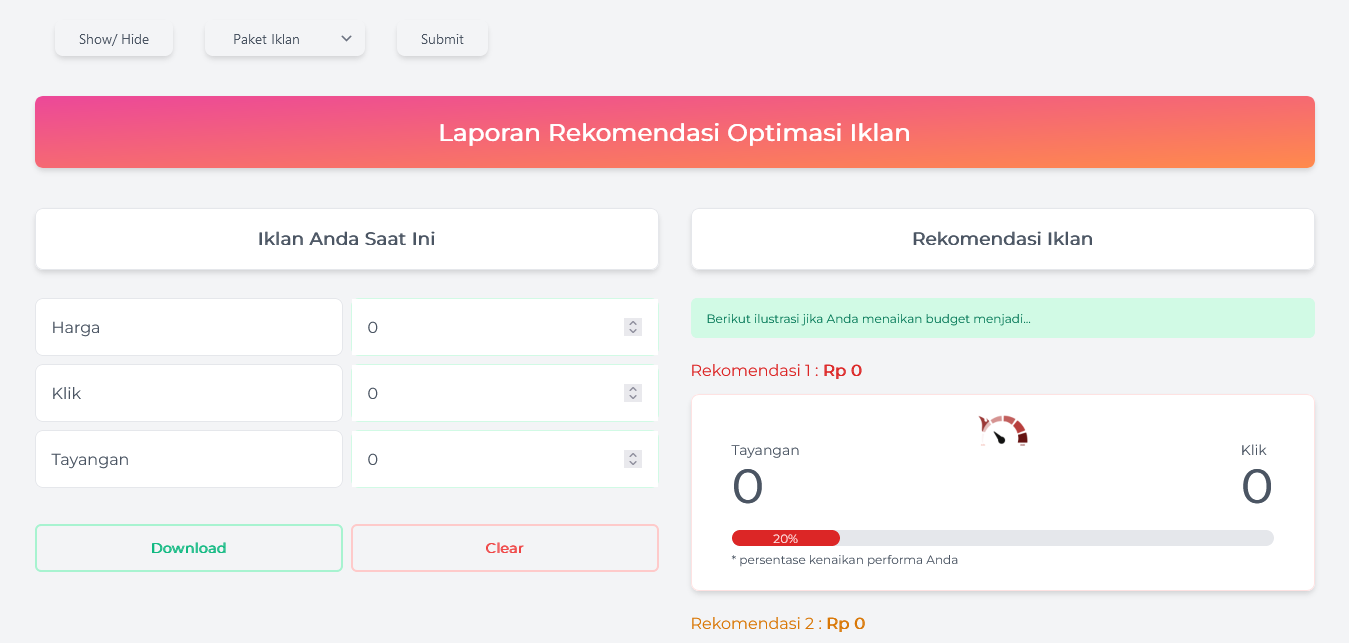 Show/ Hide
Paket Iklan
Submit
Laporan Rekomendasi Optimasi Iklan
Iklan Anda Saat Ini
Harga
0
Klik
0
Tayangan
0
Download
Clear
Rekomendasi Iklan
Berikut ilustrasi jika Anda menaikan budget menjadi...
Rekomendasi 1 : Rp 0
Tayangan
0
Klik
0
20%
* persentase kenaikan performa Anda
Rekomendasi 2 : Rp 0